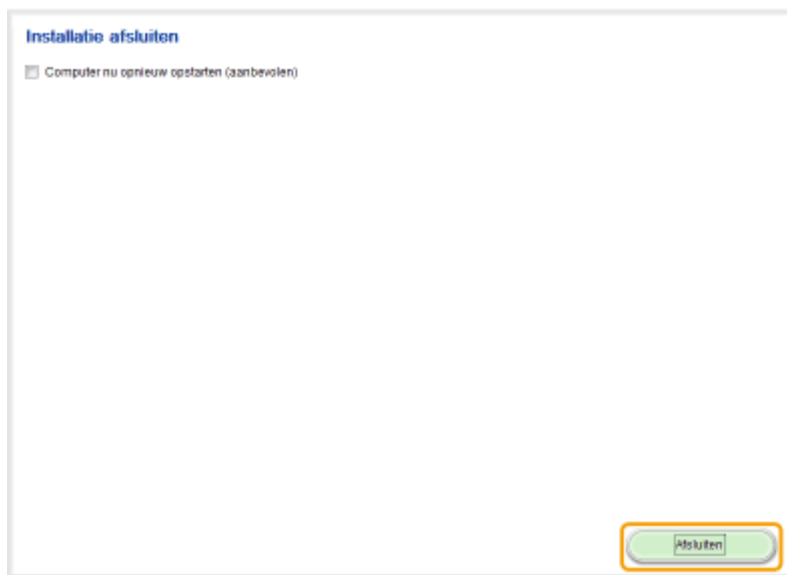 Installatie afsluiten
Computer nu opnieuw opstarten (aanbevolen)
Afsluiten